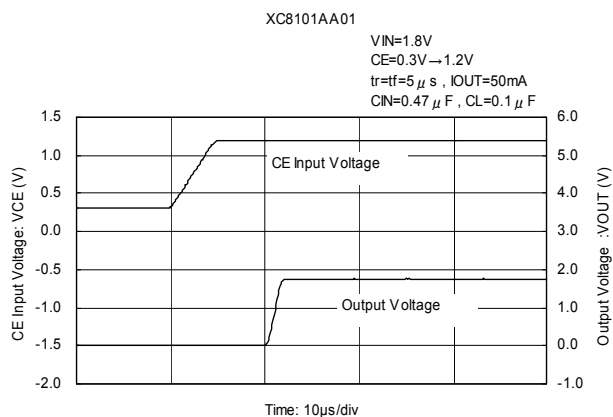 XC8101AA01
VIN=1.8V
CE=0.3V→1.2V
tr=tf=5 μ s , IOUT=50mA
CIN=0.47 μ F , CL=0.1 μ F
CE Input Voltage: VCE (V)
1.5
1.0
0.5
0.0
-0.5
-1.0
-1.5
-2.0
CE Input Voltage
Output Voltage
6.0
5.0
4.0
3.0
2.0
1.0
0.0
-1.0
Output Voltage :VOUT (V)
Time: 10μs/div